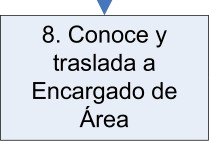 8. Conoce y
traslada a
Encargado de
Área